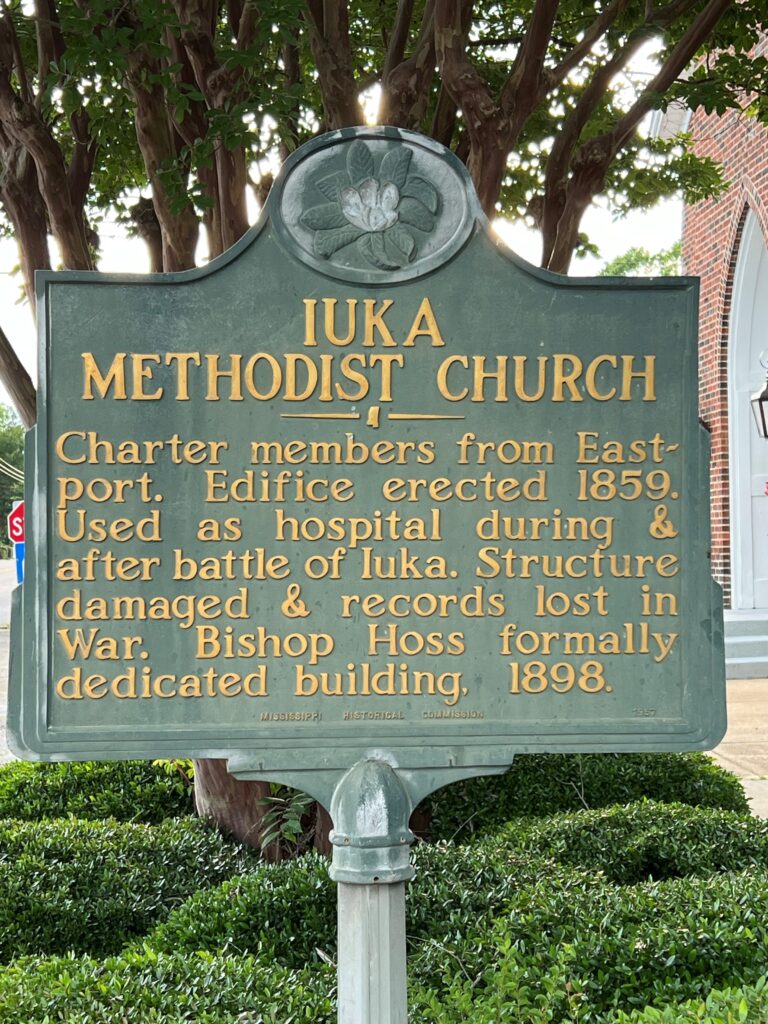 IUKA
METHODIST CHURCH
Charter members from East-
port. Edifice erected 1859.
Used as hospital during &
after battle of Iuka. Structure
damaged & records lost in
War. Bishop Hoss formally
dedicated building, 1898.
MISSISSIPPI HISTORICAL COMMISSION